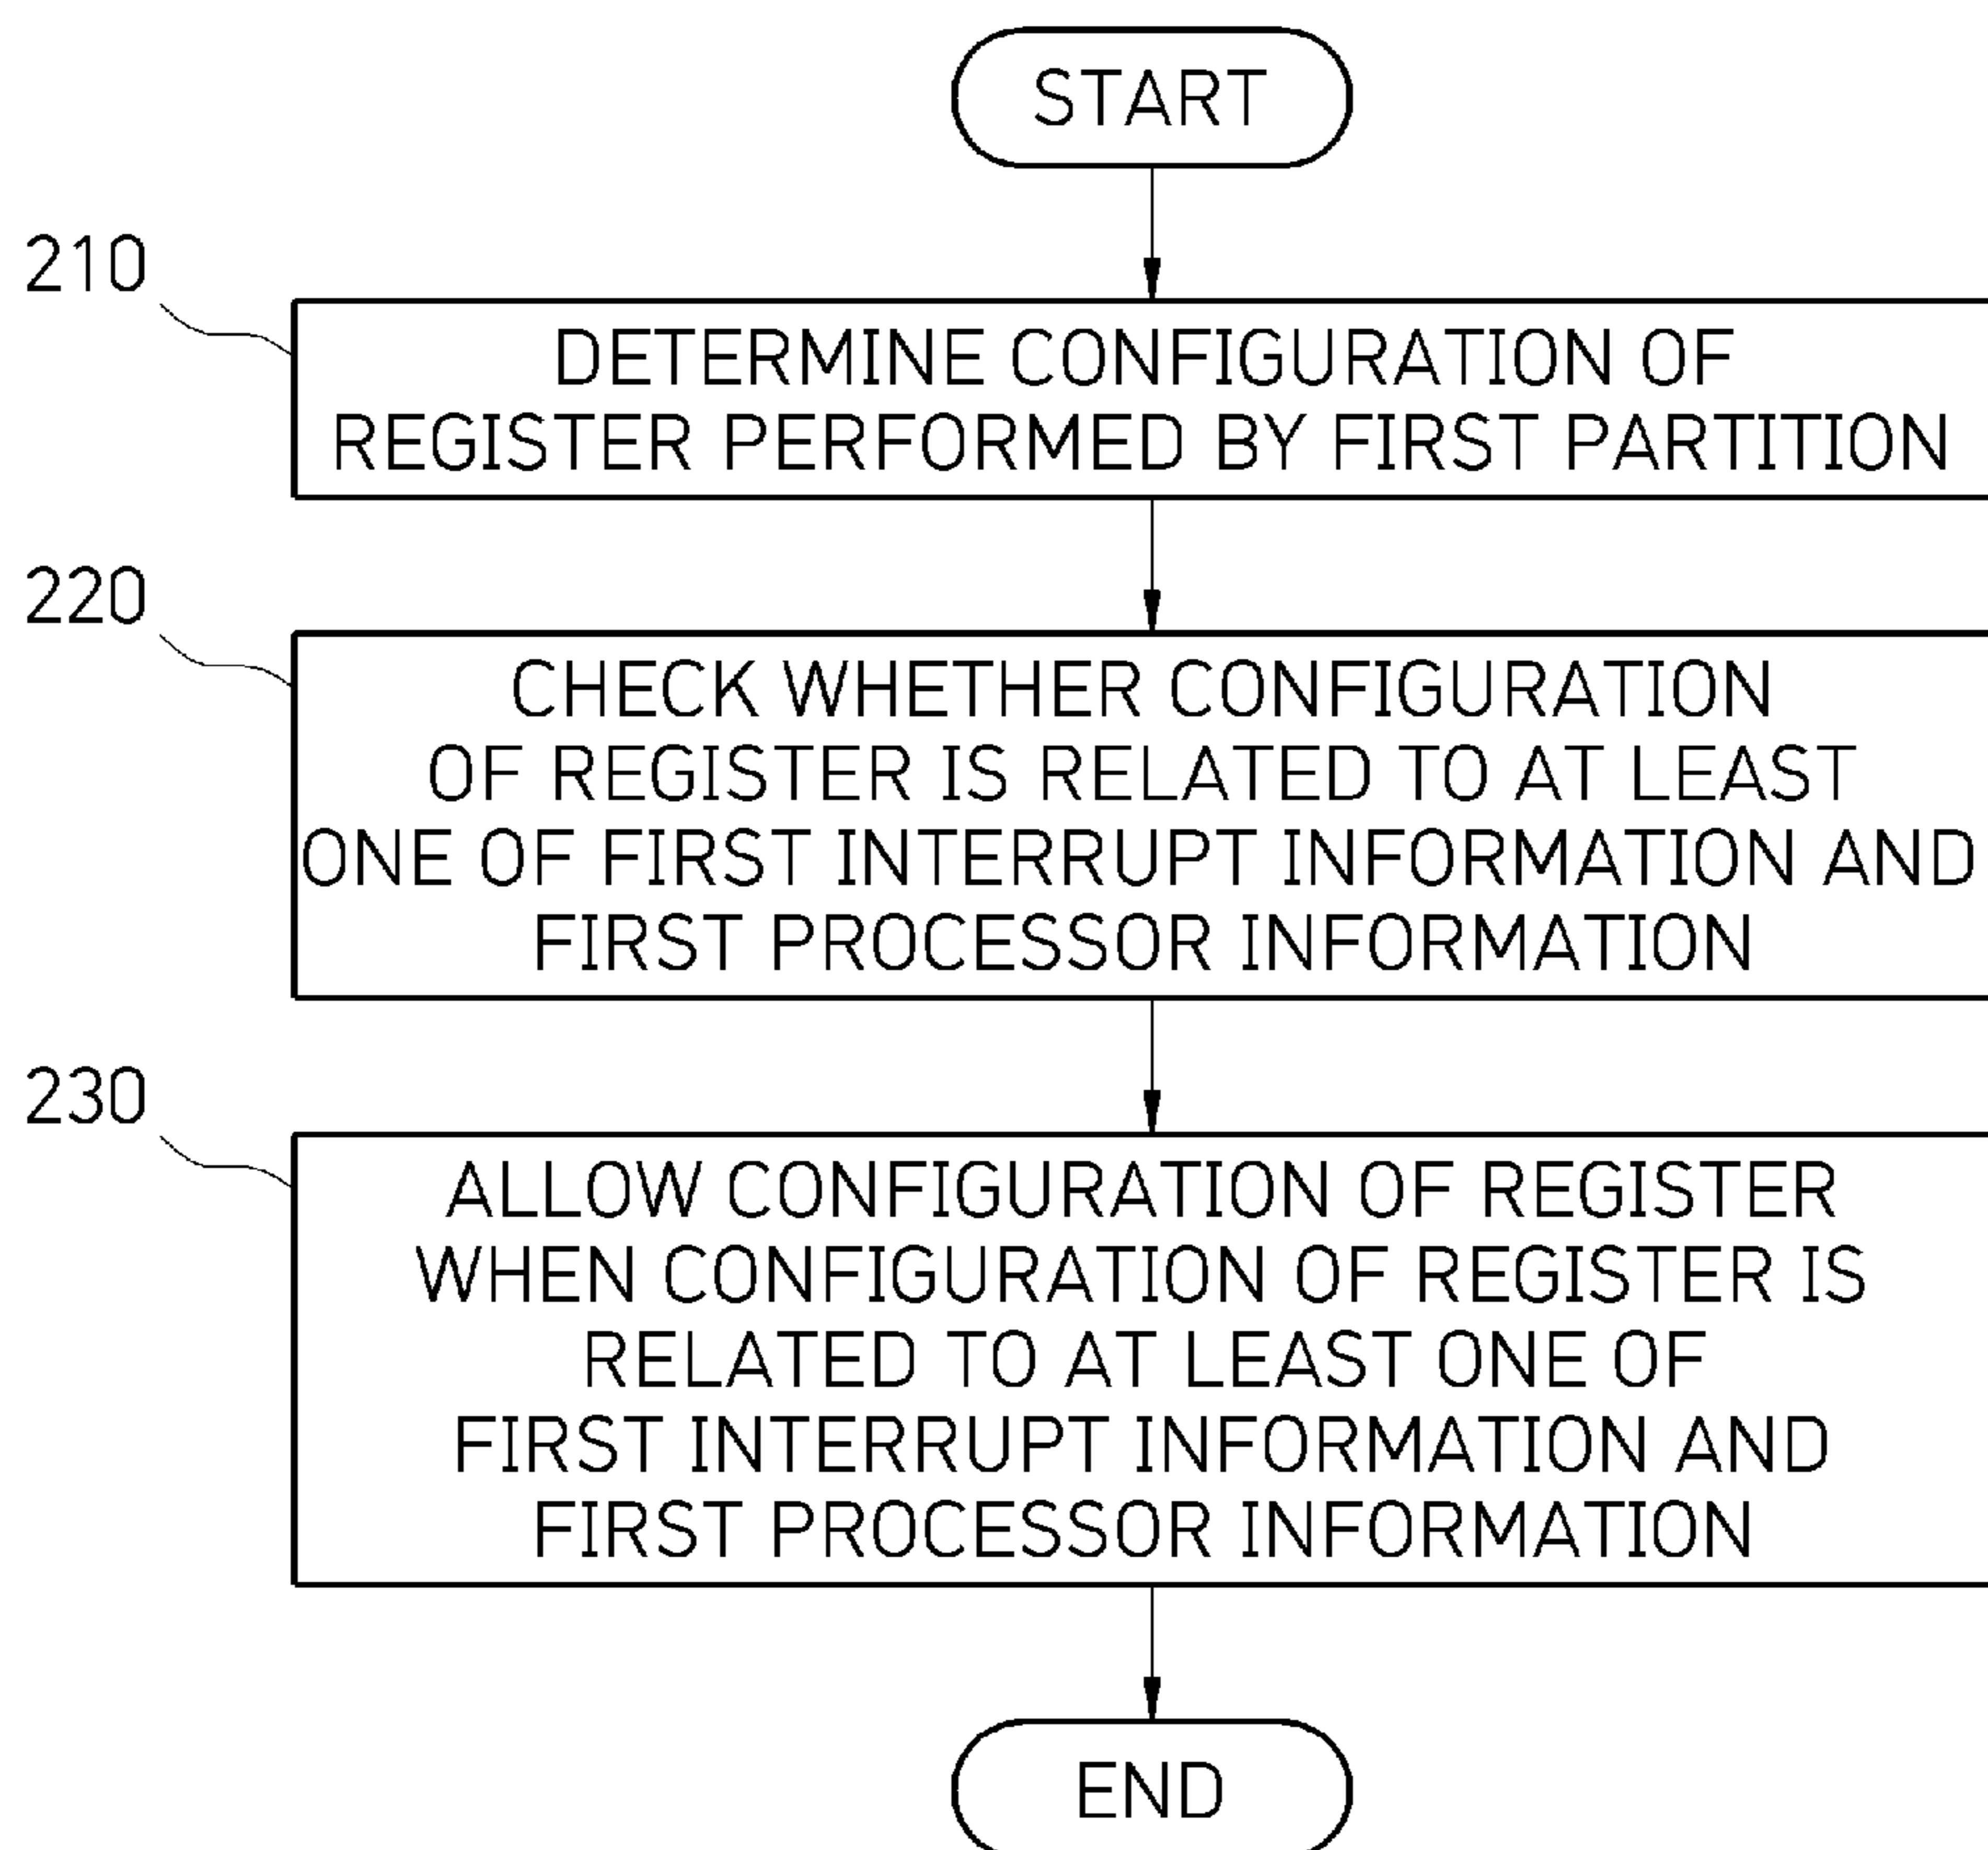 START
210
DETERMINE CONFIGURATION OF
REGISTER PERFORMED BY FIRST PARTITION
220
CHECK WHETHER CONFIGURATION
OF REGISTER IS RELATED TO AT LEAST
ONE OF FIRST INTERRUPT INFORMATION AND
FIRST PROCESSOR INFORMATION
230
ALLOW CONFIGURATION OF REGISTER
WHEN CONFIGURATION OF REGISTER IS
RELATED TO AT LEAST ONE OF
FIRST INTERRUPT INFORMATION AND
FIRST PROCESSOR INFORMATION
END